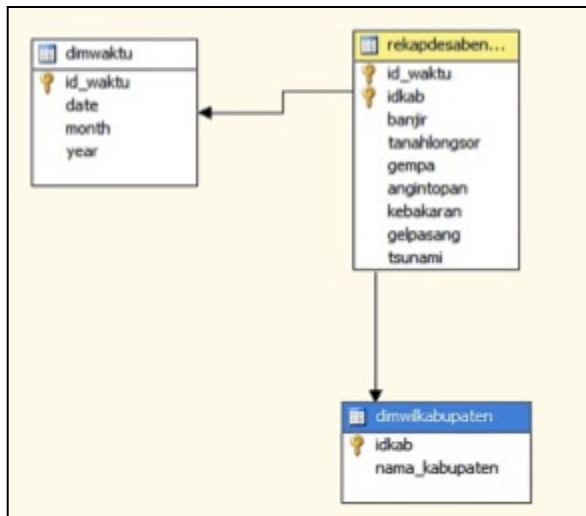 dimwaktu
id_waktu
date
month
year
rekapdesaben...
id_waktu
idkab
banjir
tanahlongsor
gempa
angintopan
kebakaran
gelpasang
tsunami
dimwilkabupaten
idkab
nama_kabupaten